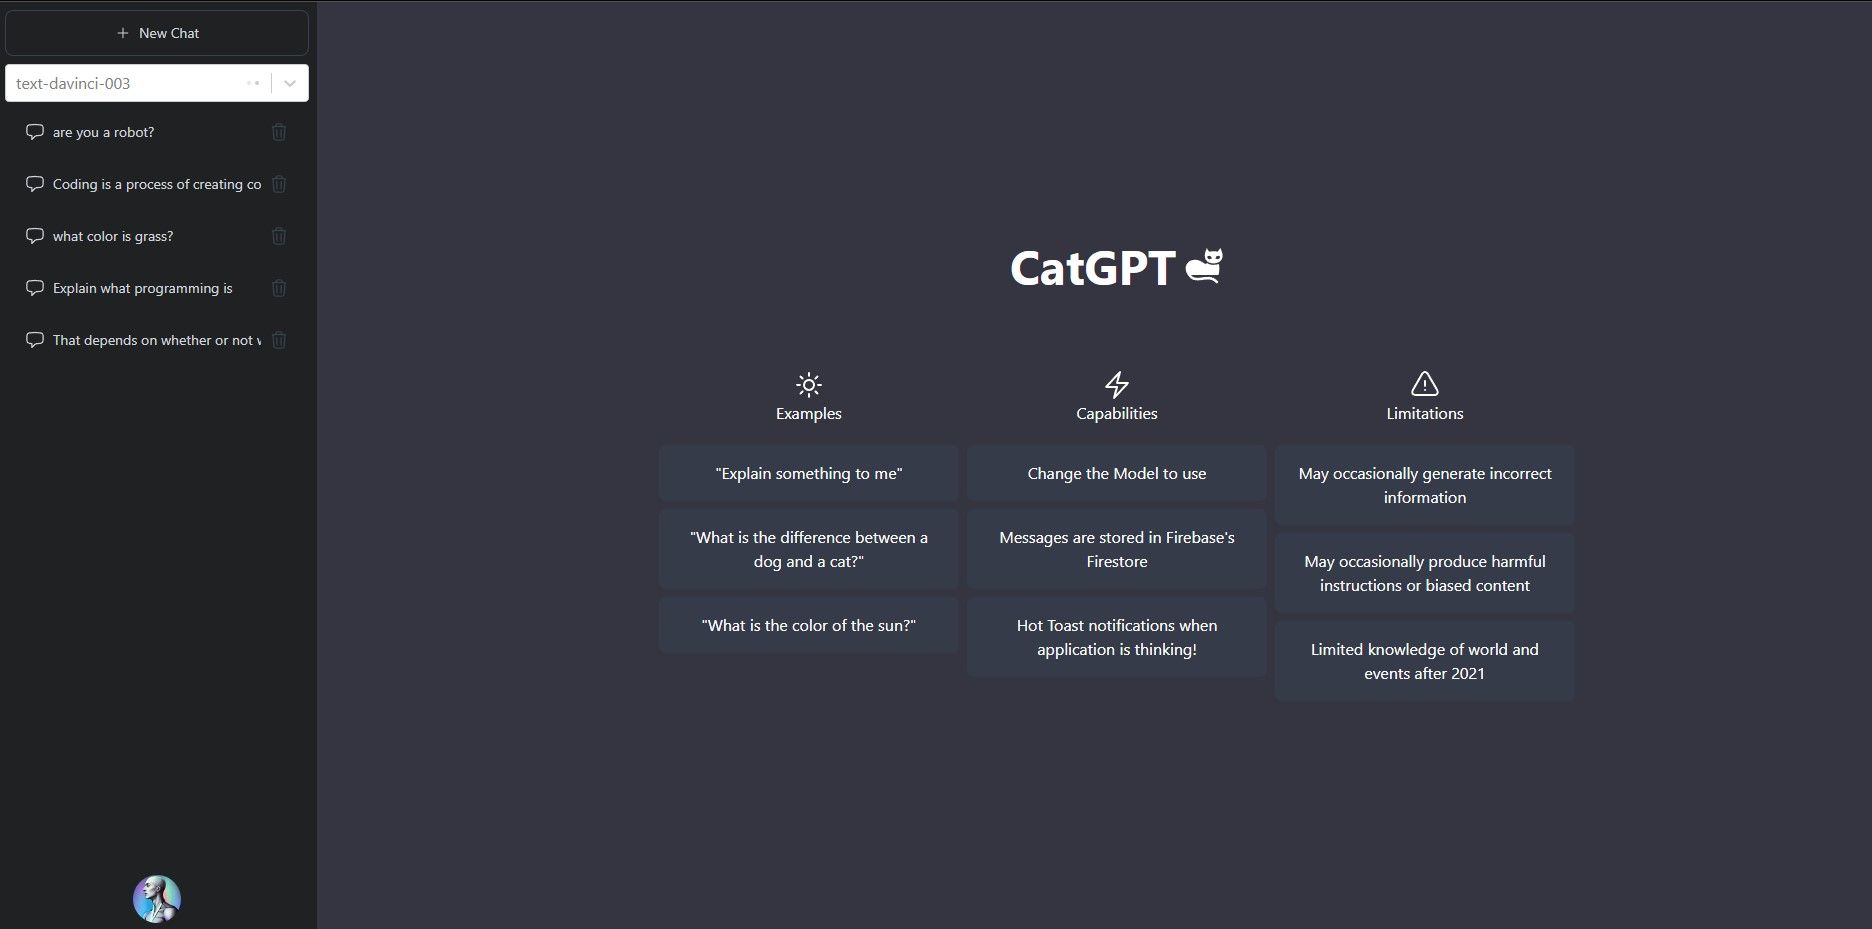 New Chat
text-davinci-003
are you a robot?
Coding is a process of creating co
what color is grass?
Explain what programming is
That depends on whether or not
CatGPT
Examples
"Explain something to me"
"What is the difference between a
dog and a cat?"
"What is the color of the sun?"
Capabilities
Change the Model to use
Messages are stored in Firebase's
Firestore
Hot Toast notifications when
application is thinking!
Limitations
May occasionally generate incorrect
information
May occasionally produce harmful
instructions or biased content
Limited knowledge of world and
events after 2021